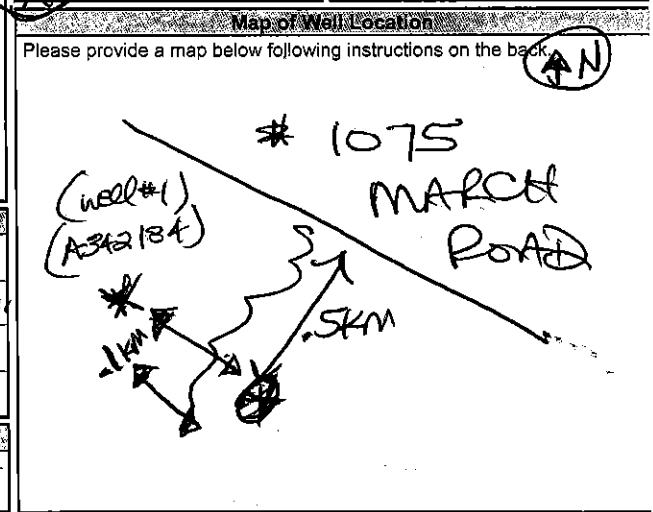 Map of Well Location
Please provide a map below following instructions on the back.
N
# 1075
MARCH
ROAD
(well #1)
(A342184)
.5KM
.1KM